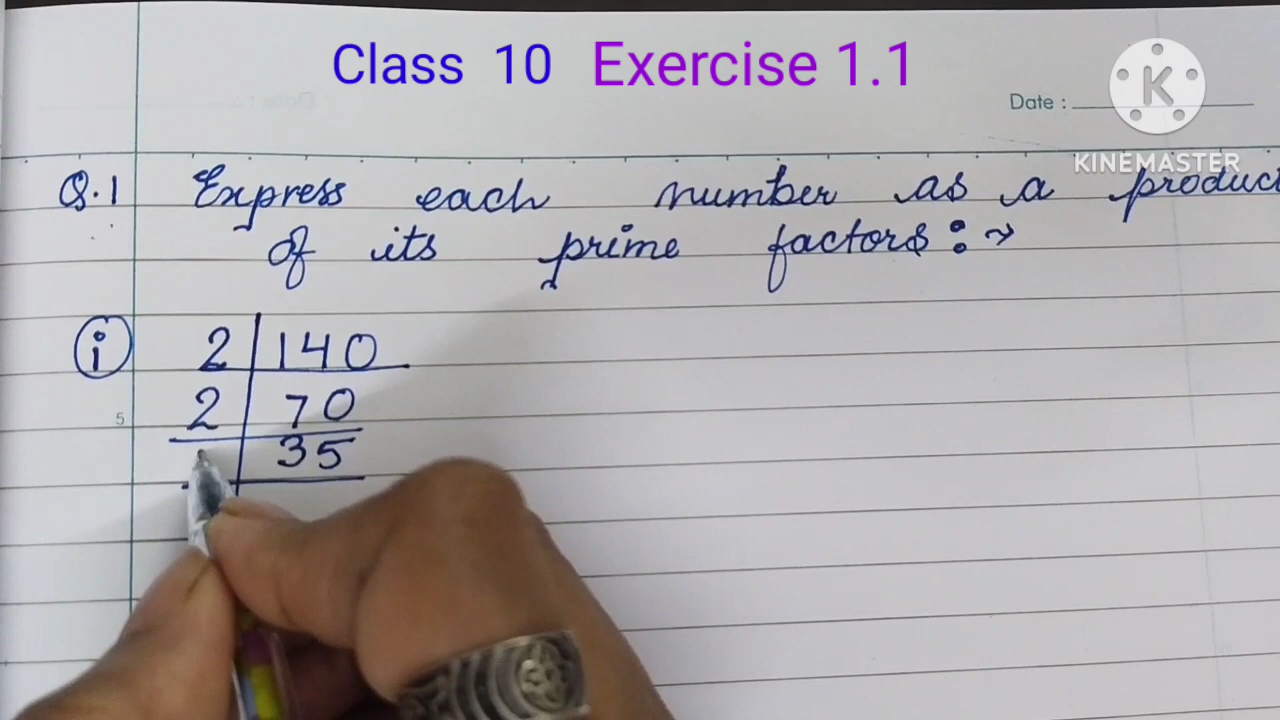 Class 10 Exercise 1.1
Date :
KINEMASTER
Q.1 Express each number as a product
of its prime factors :→
i 2 140
2 70
35
5